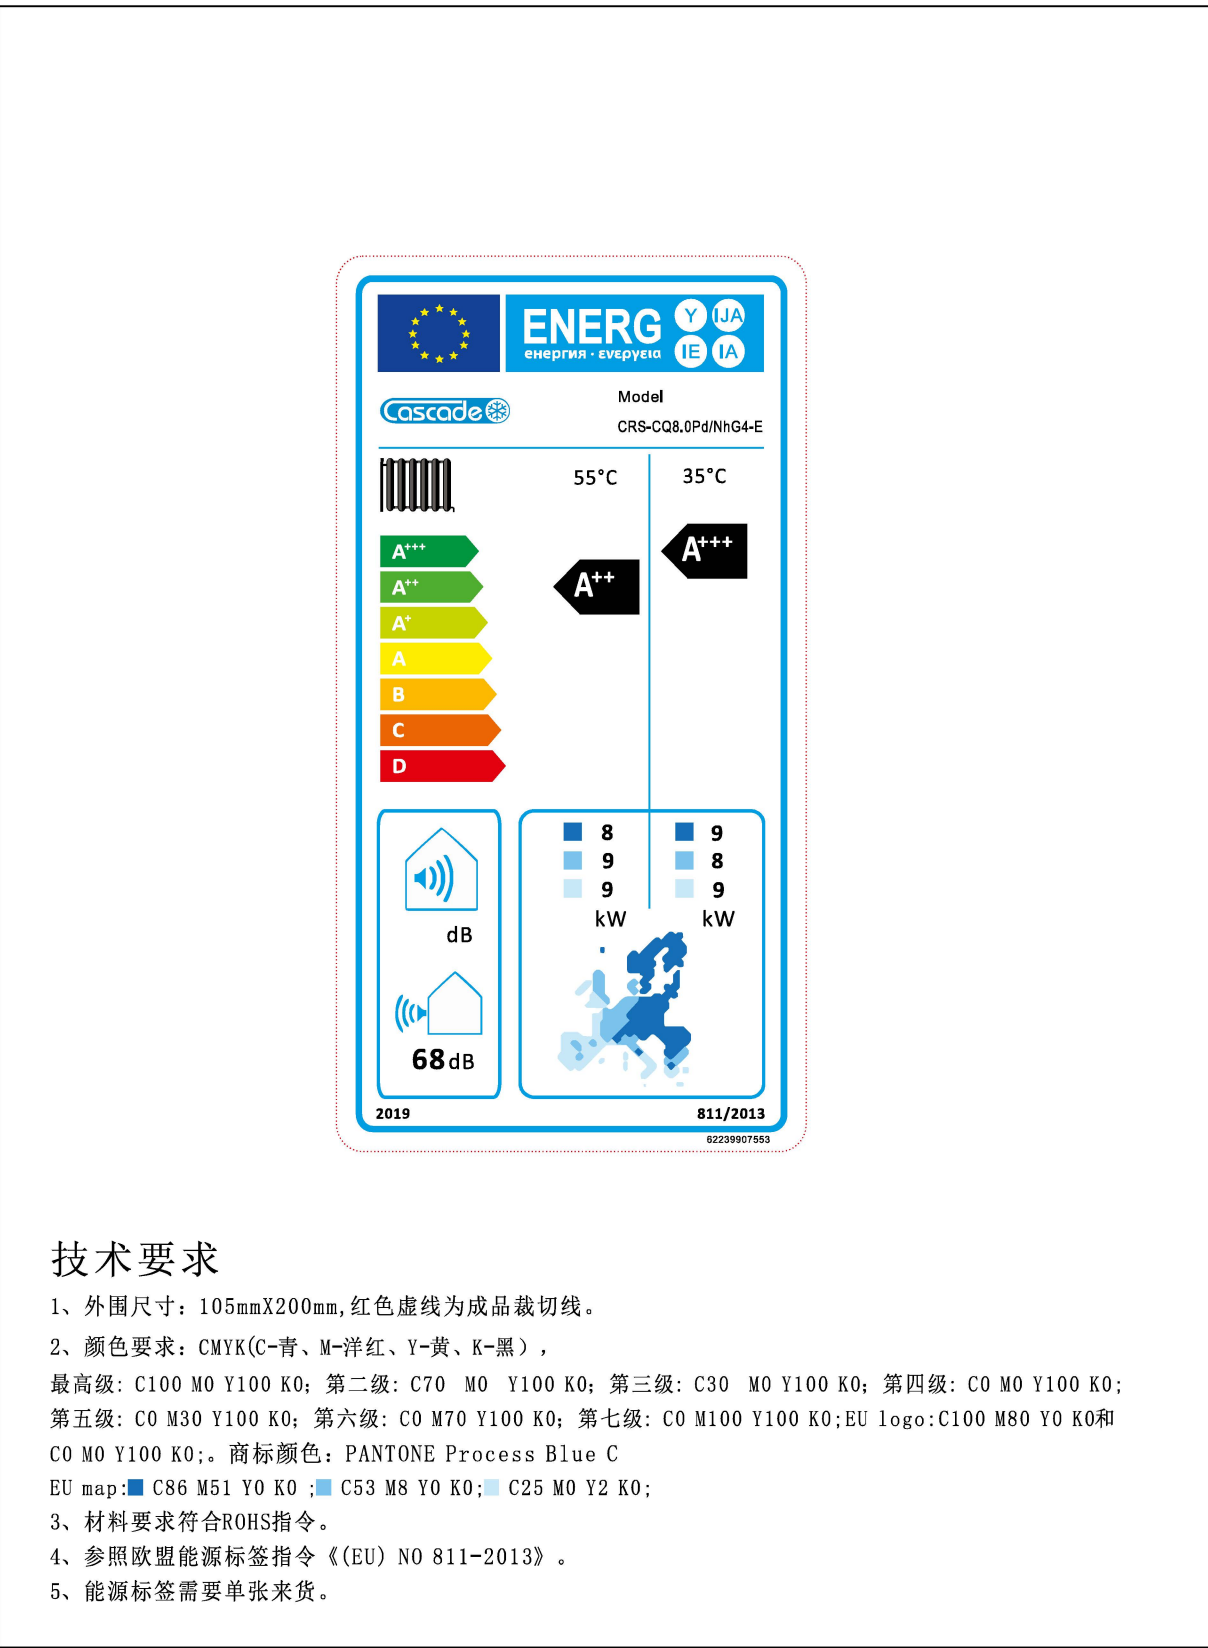 ENERG Y IJA
енергия · ενεργεια IE IA
Cascade
Model
CRS-CQ8.0Pd/NhG4-E
55°C 35°C
A+++ A+++
A++ A++
A+
A
B
C
D
8 9
9 8
9 9
kW kW
dB
68 dB
2019 811/2013
62239907553
技术要求
1、外围尺寸：105mmX200mm,红色虚线为成品裁切线。
2、颜色要求：CMYK(C-青、M-洋红、Y-黄、K-黑），
最高级：C100 M0 Y100 K0；第二级：C70 M0 Y100 K0；第三级：C30 M0 Y100 K0；第四级：C0 M0 Y100 K0；
第五级：C0 M30 Y100 K0；第六级：C0 M70 Y100 K0；第七级：C0 M100 Y100 K0;EU logo:C100 M80 Y0 K0和
C0 M0 Y100 K0;。商标颜色：PANTONE Process Blue C
EU map: C86 M51 Y0 K0 ; C53 M8 Y0 K0; C25 M0 Y2 K0;
3、材料要求符合ROHS指令。
4、参照欧盟能源标签指令《(EU) NO 811-2013》。
5、能源标签需要单张来货。